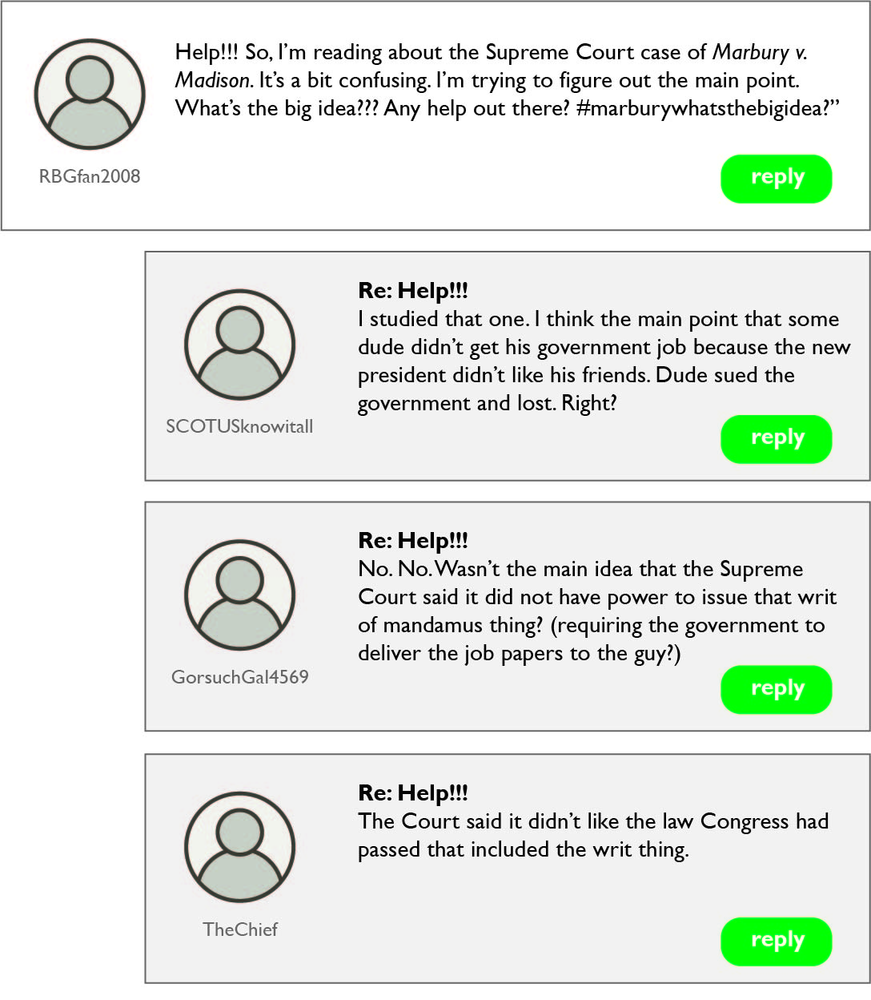 Help!!! So, I’m reading about the Supreme Court case of Marbury v.
Madison. It’s a bit confusing. I’m trying to figure out the main point.
What’s the big idea??? Any help out there? #marburywhatsthebigidea?”
RBGfan2008
reply
Re: Help!!!
I studied that one. I think the main point that some
dude didn’t get his government job because the new
president didn’t like his friends. Dude sued the
government and lost. Right?
SCOTUSknowitall
reply
Re: Help!!!
No. No. Wasn’t the main idea that the Supreme
Court said it did not have power to issue that writ
of mandamus thing? (requiring the government to
deliver the job papers to the guy?)
GorsuchGal4569
reply
Re: Help!!!
The Court said it didn’t like the law Congress had
passed that included the writ thing.
TheChief
reply